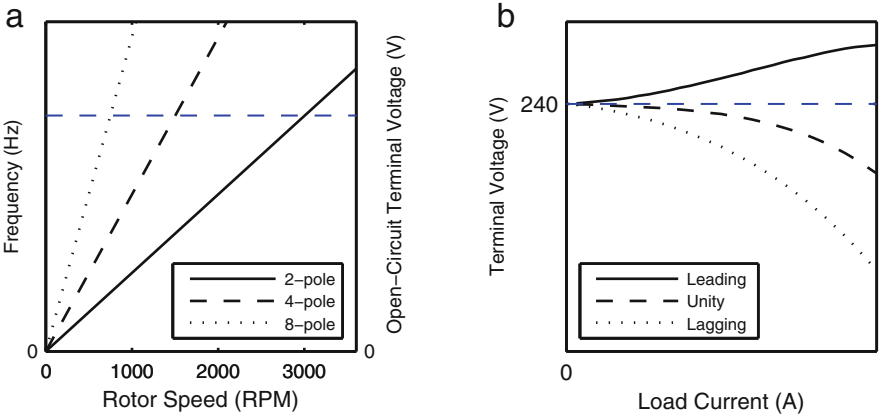 a
Frequency (Hz)
0
0
1000
2000
3000
Rotor Speed (RPM)
0
Open−Circuit Terminal Voltage (V)
2−pole
4−pole
8−pole
b
Terminal Voltage (V)
240
0
Load Current (A)
Leading
Unity
Lagging